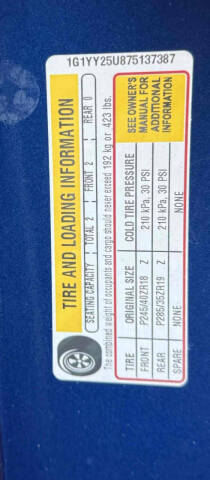 1G1YY25U875137387
TIRE AND LOADING INFORMATION
SEATING CAPACITY TOTAL 2 FRONT 2 REAR 0
The combined weight of occupants and cargo should never exceed 192 kg or 423 lbs.
TIRE ORIGINAL SIZE COLD TIRE PRESSURE
FRONT P245/40ZR18 Z 210 kPa, 30 PSI
REAR P285/35ZR19 Z 210 kPa, 30 PSI
SPARE NONE NONE
SEE OWNER'S
MANUAL FOR
ADDITIONAL
INFORMATION